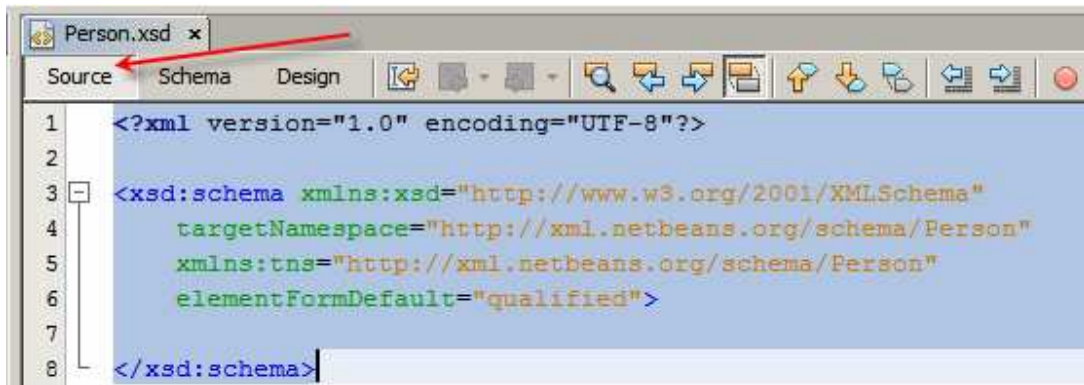 Person.xsd x
Source Schema Design
1 <?xml version="1.0" encoding="UTF-8"?>
2
3 <xsd:schema xmlns:xsd="http://www.w3.org/2001/XMLSchema"
4 targetNamespace="http://xml.netbeans.org/schema/Person"
5 xmlns:tns="http://xml.netbeans.org/schema/Person"
6 elementFormDefault="qualified">
7
8 </xsd:schema>